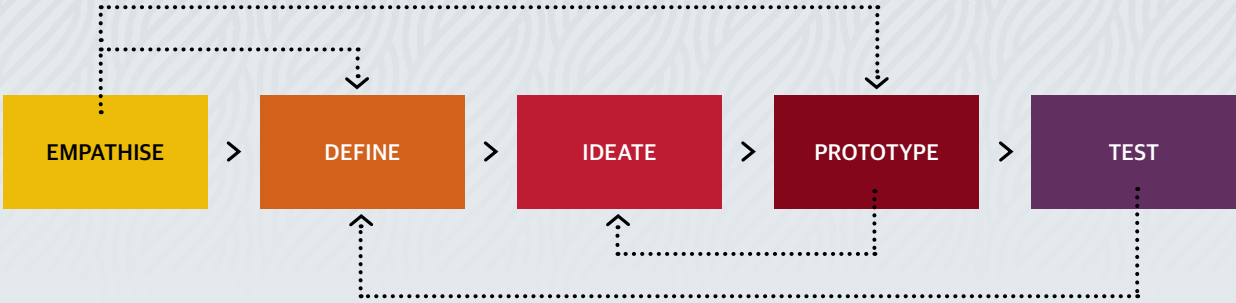 EMPATHISE
DEFINE
IDEATE
PROTOTYPE
TEST